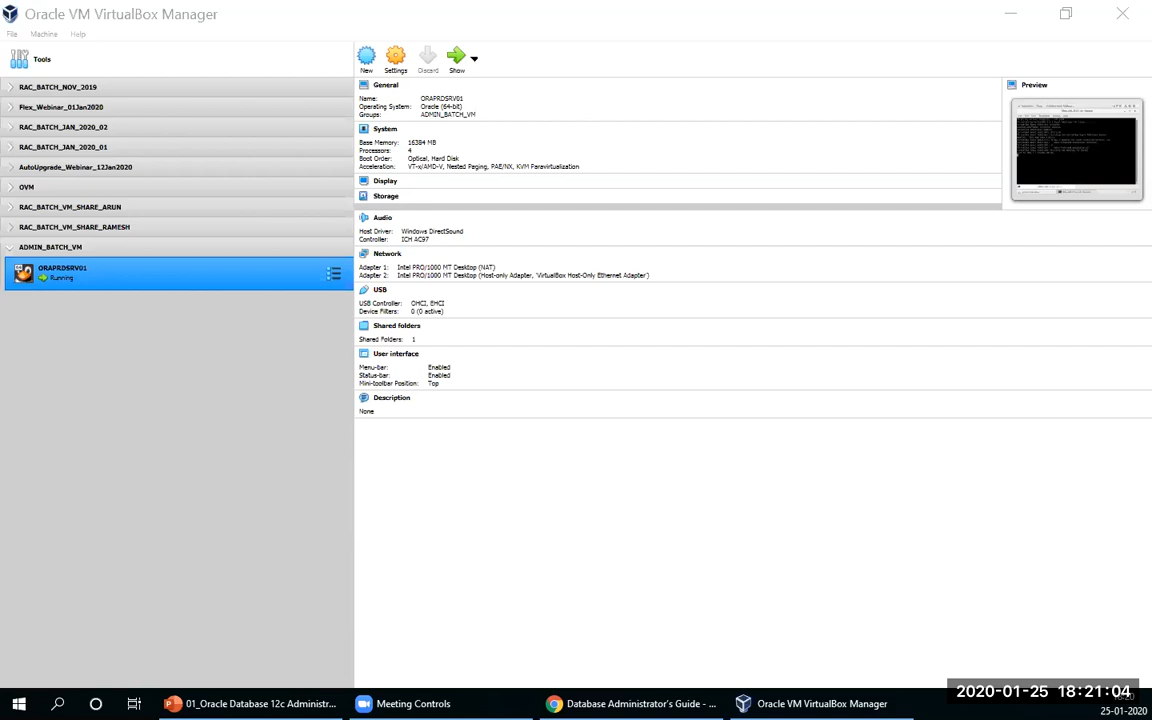 Oracle VM VirtualBox Manager
File Machine Help
Tools
RAC_BATCH_NOV_2019
Flex_Webinar_01Jan2020
RAC_BATCH_JAN_2020_02
RAC_BATCH_JAN_2020_01
AutoUpgrade_Webinar_12Jan2020
OVM
RAC_BATCH_VM_SHARE_ARUN
RAC_BATCH_VM_SHARE_RAMESH
ADMIN_BATCH_VM
ORAPRDSRV01
Running
New Settings Discard Show
General
Name: ORAPRDSRV01
Operating System: Oracle (64-bit)
Groups: ADMIN_BATCH_VM
System
Base Memory: 16384 MB
Processors: 4
Boot Order: Optical, Hard Disk
Acceleration: VT-x/AMD-V, Nested Paging, PAE/NX, KVM Paravirtualization
Display
Storage
Audio
Host Driver: Windows DirectSound
Controller: ICH AC97
Network
Adapter 1: Intel PRO/1000 MT Desktop (NAT)
Adapter 2: Intel PRO/1000 MT Desktop (Host-only Adapter, 'VirtualBox Host-Only Ethernet Adapter')
USB
USB Controller: OHCI, EHCI
Device Filters: 0 (0 active)
Shared folders
Shared Folders: 1
User interface
Menu-bar: Enabled
Status-bar: Enabled
Mini-toolbar Position: Top
Description
None
Preview
01_Oracle Database 12c Administr...
Meeting Controls
Database Administrator's Guide - ...
Oracle VM VirtualBox Manager
2020-01-25 18:21:04
25-01-2020